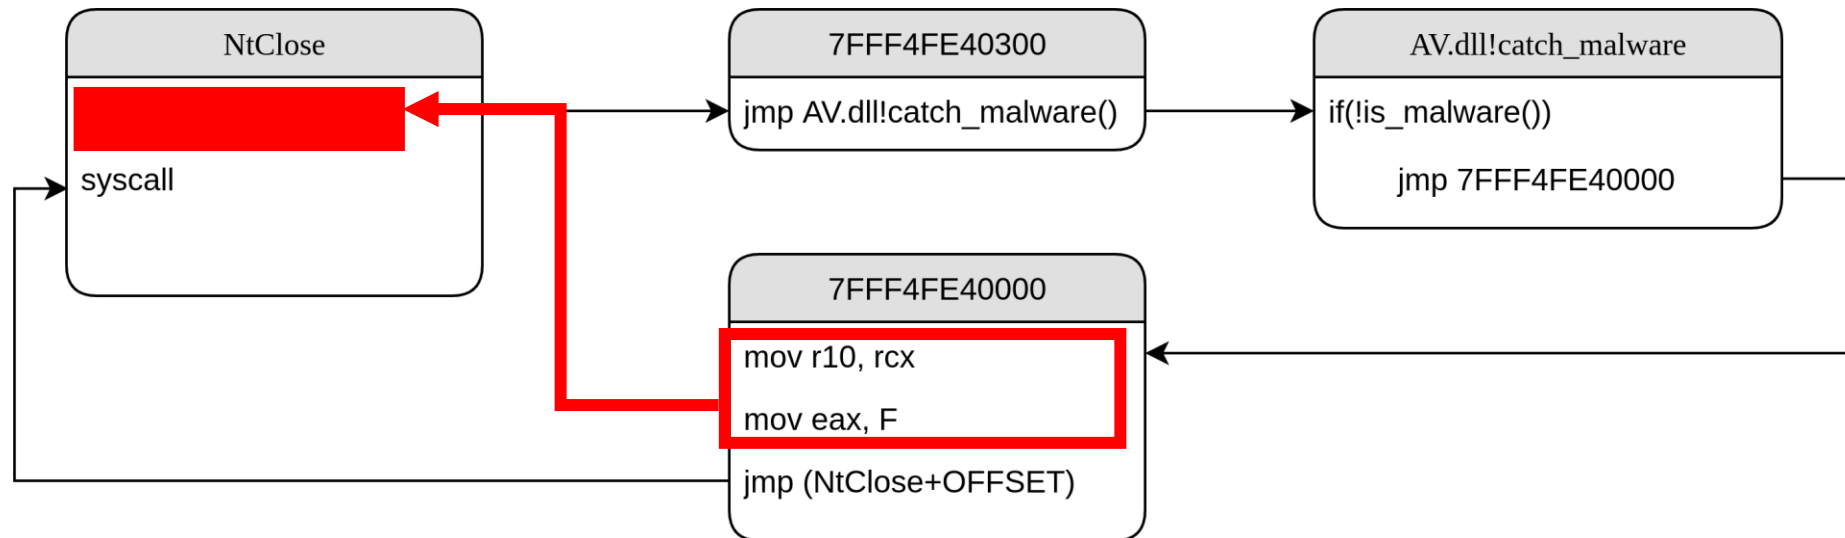 NtClose
syscall
7FFF4FE40300
jmp AV.dll!catch_malware()
AV.dll!catch_malware
if(!is_malware())
jmp 7FFF4FE40000
7FFF4FE40000
mov r10, rcx
mov eax, F
jmp (NtClose+OFFSET)